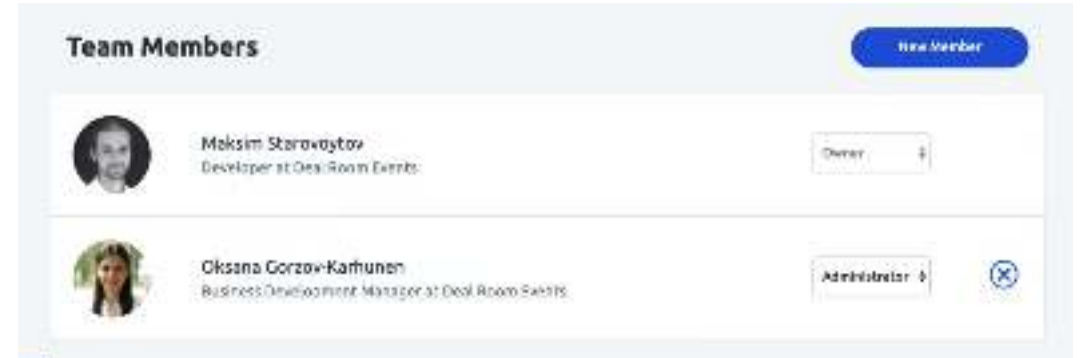 Team Members
New Member
Maksim Starovoytov
Developer at Deal Room Events
Owner
Oksana Gorzov-Karhunen
Business Development Manager at Deal Room Events
Administrator